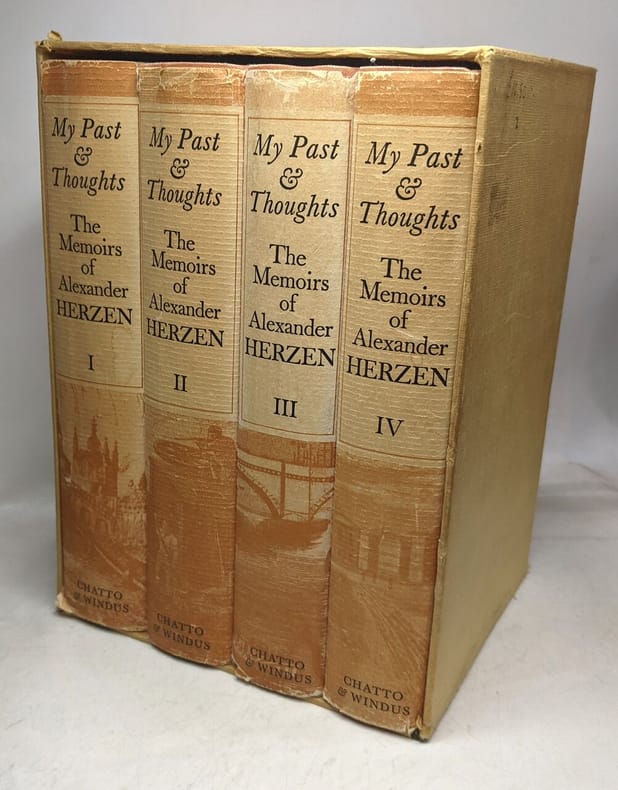 My Past
&
Thoughts
The
Memoirs
of
Alexander
HERZEN
I
CHATTO
& WINDUS
My Past
&
Thoughts
The
Memoirs
of
Alexander
HERZEN
II
CHATTO
& WINDUS
My Past
&
Thoughts
The
Memoirs
of
Alexander
HERZEN
III
CHATTO
& WINDUS
My Past
&
Thoughts
The
Memoirs
of
Alexander
HERZEN
IV
CHATTO
& WINDUS